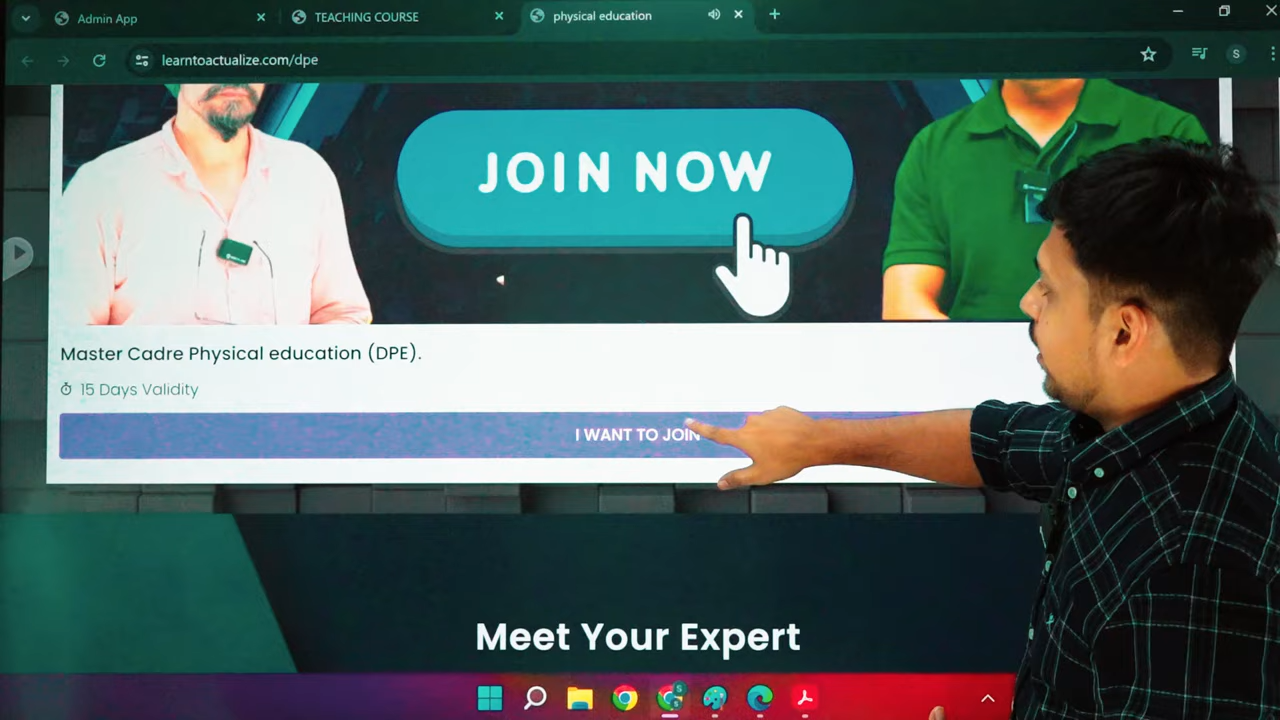 Admin App
TEACHING COURSE
physical education
learntoactualize.com/dpe
S
JOIN NOW
Master Cadre Physical education (DPE).
15 Days Validity
I WANT TO JOIN
Meet Your Expert
S